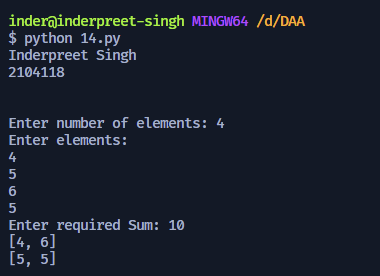 inder@inderpreet-singh MINGW64 /d/DAA
$ python 14.py
Inderpreet Singh
2104118
Enter number of elements: 4
Enter elements:
4
5
6
5
Enter required Sum: 10
[4, 6]
[5, 5]